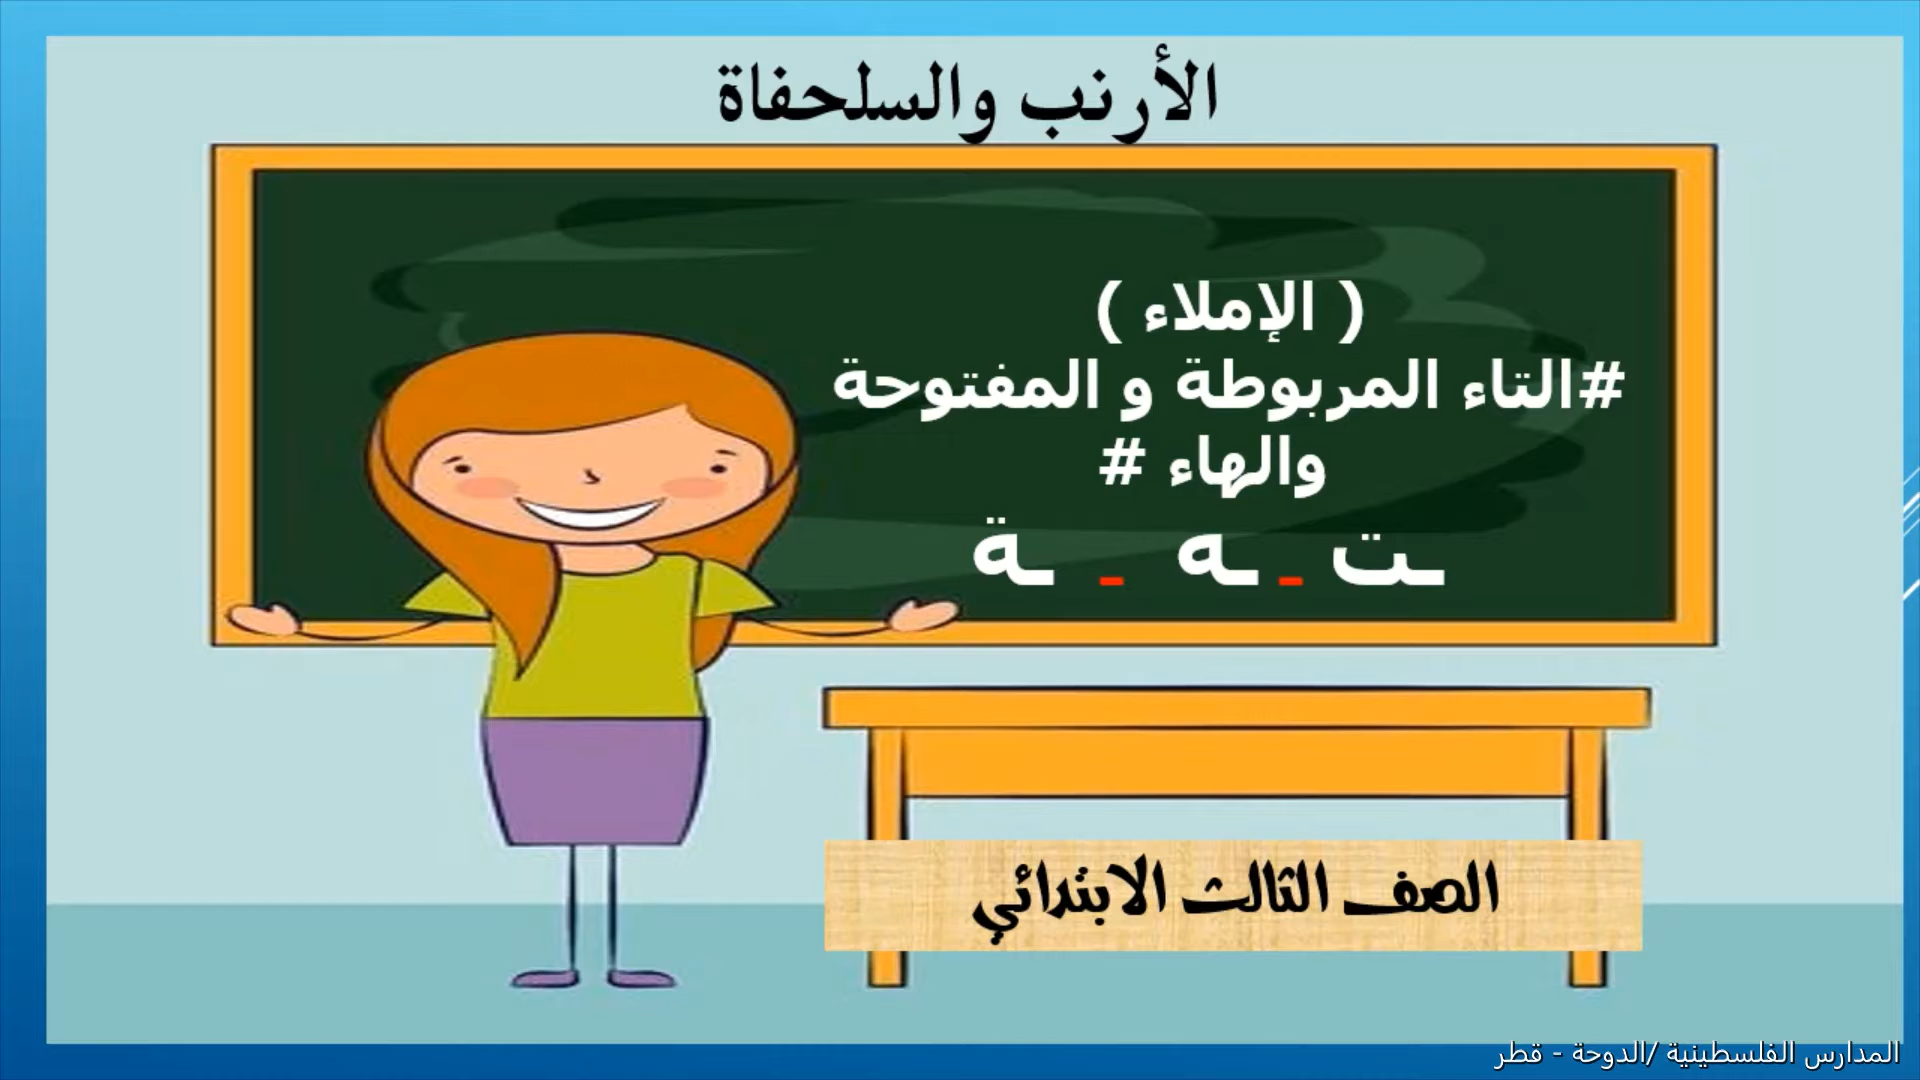 الأرنب والسلحفاة
( الإملاء )
#التاء المربوطة و المفتوحة
والهاء #
ـت - ـه - ـة
الصف الثالث الابتدائي
المدارس الفلسطينية /الدوحة - قطر